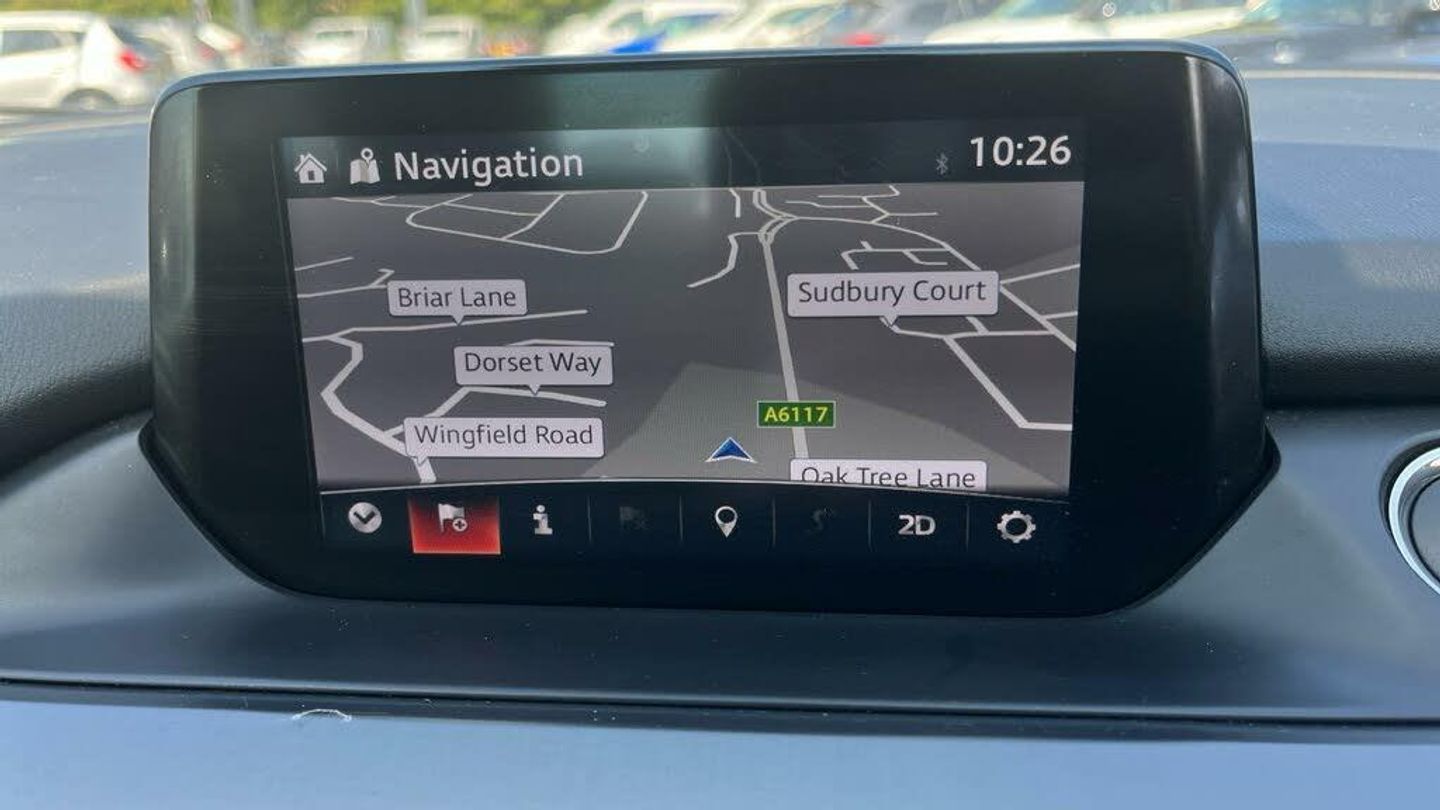 Navigation
10:26
Briar Lane
Sudbury Court
Dorset Way
A6117
Wingfield Road
Oak Tree Lane
2D